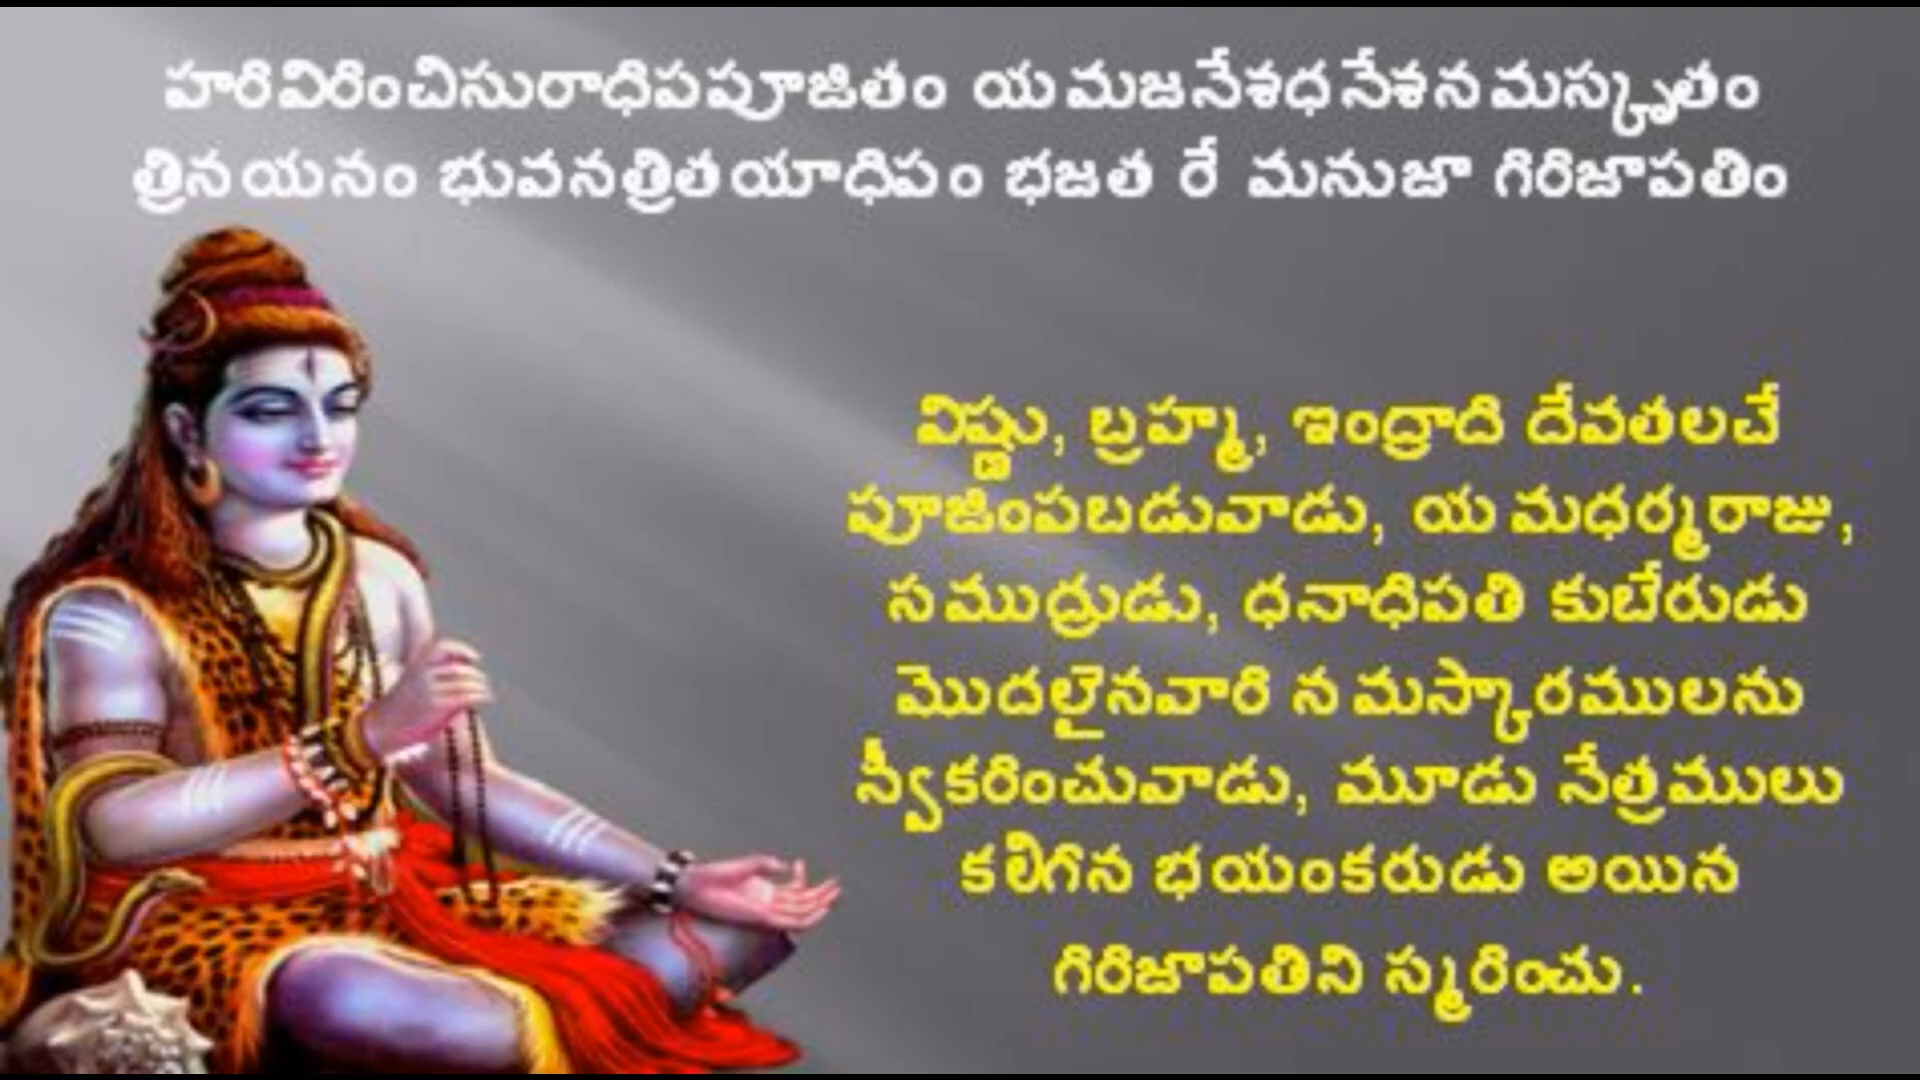 హరివిరించిసురాధిపపూజితం యమజనేశధనేశనమస్కృతం
త్రినయనం భువనత్రితయాధిపం భజత రే మనుజా గిరిజాపతిం
విష్ణు, బ్రహ్మ, ఇంద్రాది దేవతలచే
పూజింపబడువాడు, యమధర్మరాజు,
సముద్రుడు, ధనాధిపతి కుబేరుడు
మొదలైనవారి నమస్కారములను
స్వీకరించువాడు, మూడు నేత్రములు
కలిగిన భయంకరుడు అయిన
గిరిజాపతిని స్మరించు.